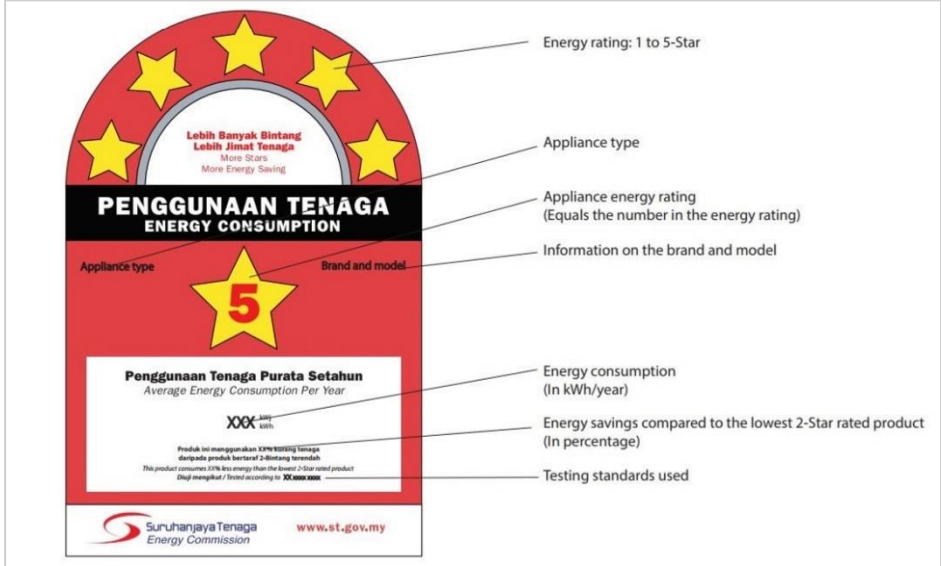 Energy rating: 1 to 5-Star
Lebih Banyak Bintang
Lebih Jimat Tenaga
More Stars
More Energy Saving
Appliance type
PENGGUNAAN TENAGA
ENERGY CONSUMPTION
Appliance energy rating
(Equals the number in the energy rating)
Information on the brand and model
Appliance type
Brand and model
5
Penggunaan Tenaga Purata Setahun
Average Energy Consumption Per Year
XXX kWj
kWh
Energy consumption
(In kWh/year)
Produk ini menggunakan XX% kurang tenaga
daripada produk bertaraf 2-Bintang terendah
This product consumes XX% less energy than the lowest 2-Star rated product
Diuji mengikut / Tested according to XX xxxx xxxx
Energy savings compared to the lowest 2-Star rated product
(In percentage)
Testing standards used
Suruhanjaya Tenaga
Energy Commission
www.st.gov.my